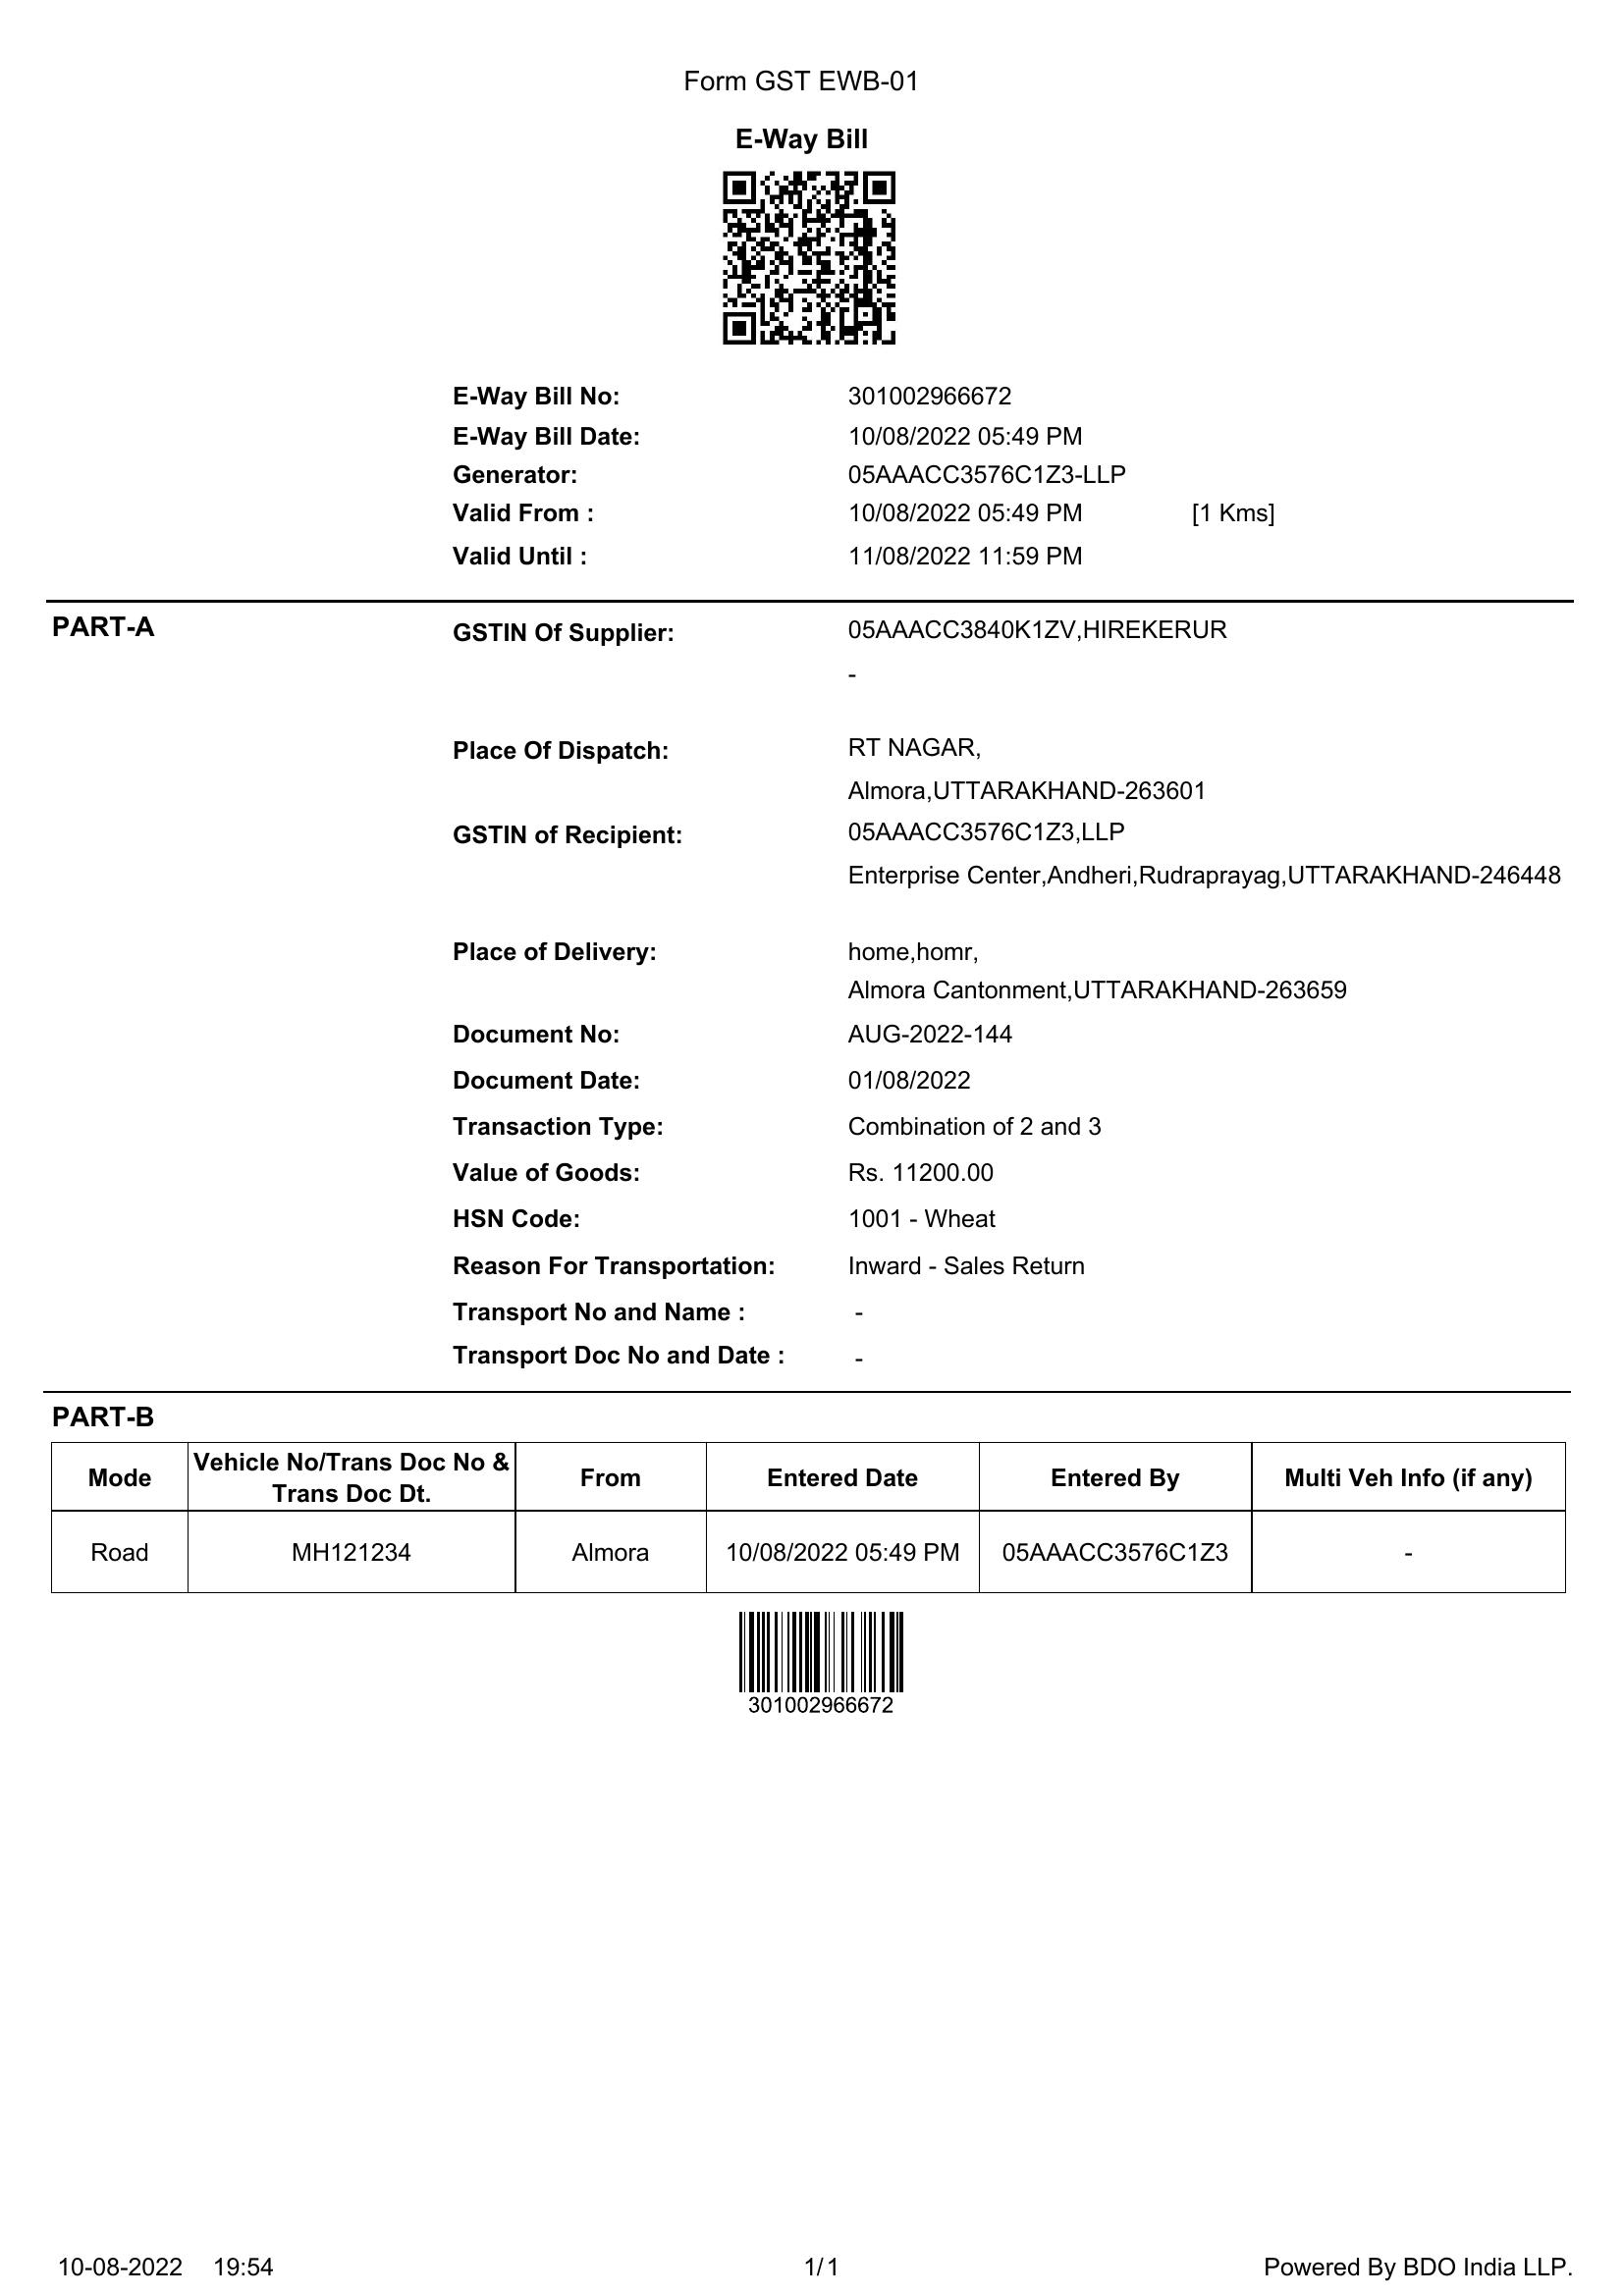 Form GST EWB-01
E-Way Bill
E-Way Bill No: 301002966672
E-Way Bill Date: 10/08/2022 05:49 PM
Generator: 05AAACC3576C1Z3-LLP
Valid From : 10/08/2022 05:49 PM [1 Kms]
Valid Until : 11/08/2022 11:59 PM
PART-A
GSTIN Of Supplier: 05AAACC3840K1ZV,HIREKERUR
-
Place Of Dispatch: RT NAGAR,
Almora,UTTARAKHAND-263601
GSTIN of Recipient: 05AAACC3576C1Z3,LLP
Enterprise Center,Andheri,Rudraprayag,UTTARAKHAND-246448
Place of Delivery: home,homr,
Almora Cantonment,UTTARAKHAND-263659
Document No: AUG-2022-144
Document Date: 01/08/2022
Transaction Type: Combination of 2 and 3
Value of Goods: Rs. 11200.00
HSN Code: 1001 - Wheat
Reason For Transportation: Inward - Sales Return
Transport No and Name : -
Transport Doc No and Date : -
PART-B
Mode Vehicle No/Trans Doc No & Trans Doc Dt. From Entered Date Entered By Multi Veh Info (if any)
Road MH121234 Almora 10/08/2022 05:49 PM 05AAACC3576C1Z3 -
301002966672
10-08-2022 19:54 1/1 Powered By BDO India LLP.